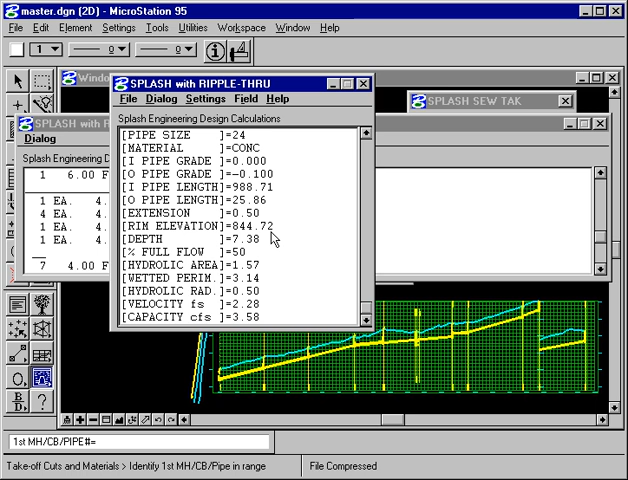 master.dgn (2D) - MicroStation 95
File Edit Element Settings Tools Utilities Workspace Window Help
1 0 0
Window
SPLASH with RIPPLE-THRU
File Dialog Settings Field Help
Splash Engineering Design Calculations
[PIPE SIZE ]=24
[MATERIAL ]=CONC
[I PIPE GRADE ]=0.000
[O PIPE GRADE ]=-0.100
[I PIPE LENGTH]=988.71
[O PIPE LENGTH]=25.86
[EXTENSION ]=0.50
[RIM ELEVATION]=844.72
[DEPTH ]=7.38
[% FULL FLOW ]=50
[HYDROLIC AREA]=1.57
[WETTED PERIM.]=3.14
[HYDROLIC RAD.]=0.50
[VELOCITY fs ]=2.28
[CAPACITY cfs ]=3.58
SPLASH SEW TAK
SPLASH with R
Dialog
Splash Engineering D
1 6.00 F
1 EA. 4.
4 EA. 4.
1 EA. 4.
1 EA. 4.
7 4.00 F
1st MH/CB/PIPE#=
Take-off Cuts and Materials > Identify 1st MH/CB/Pipe in range
File Compressed